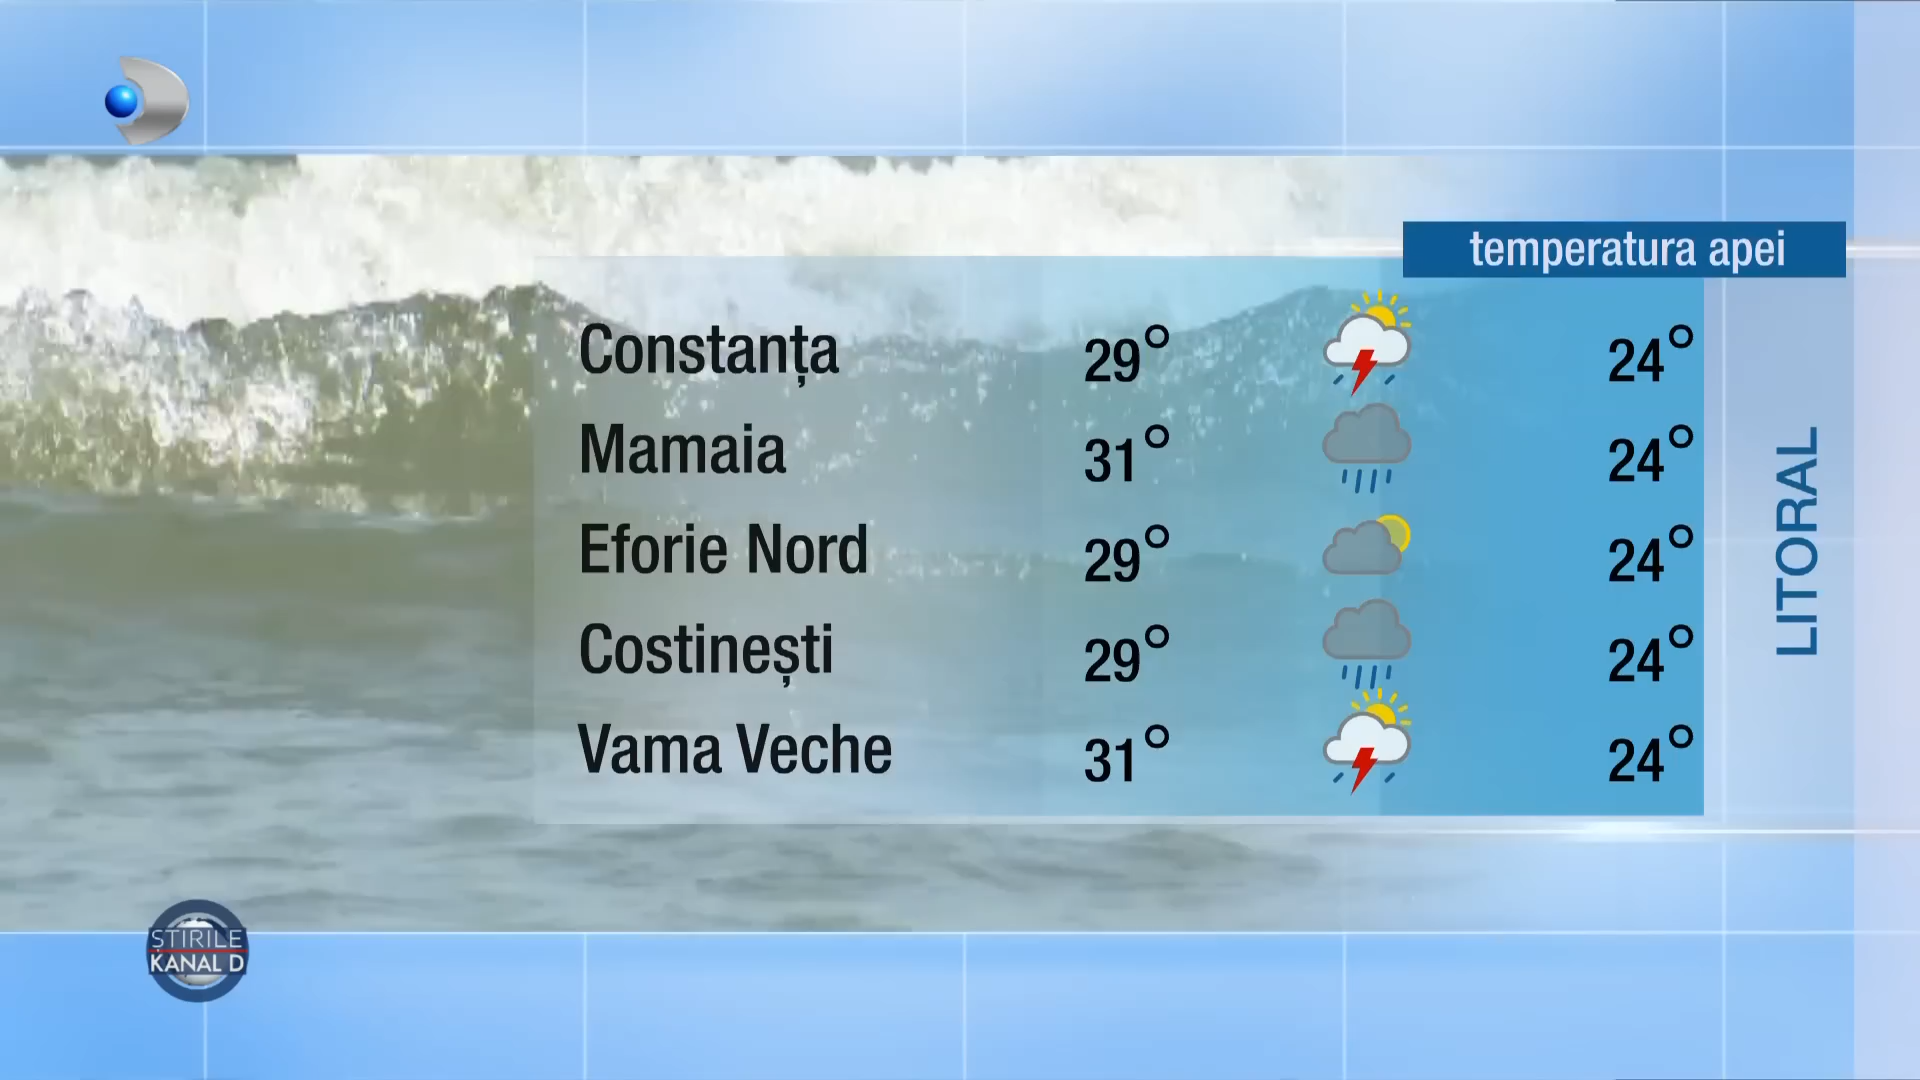 temperatura apei
Constanța 29° 24°
Mamaia 31° 24°
Eforie Nord 29° 24°
Costinești 29° 24°
Vama Veche 31° 24°
LITORAL
ȘTIRILE
KANAL D